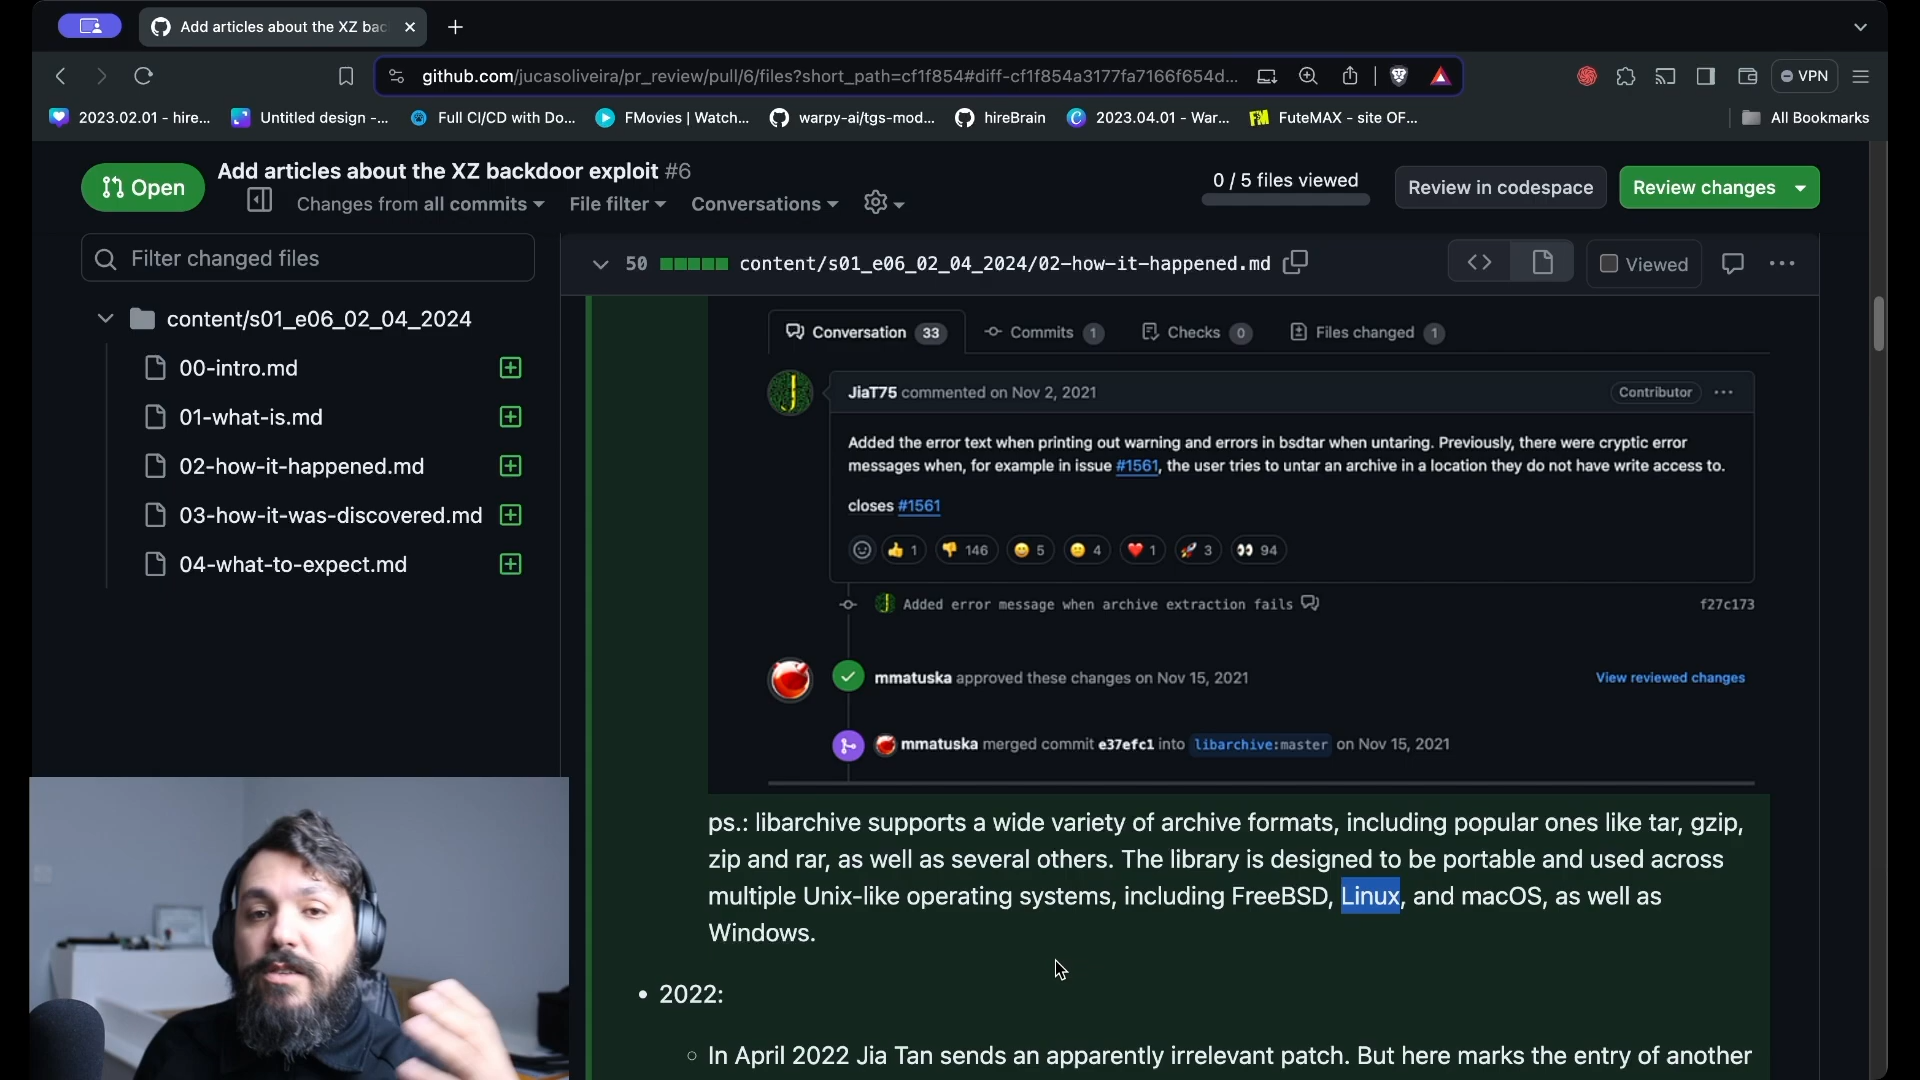 Add articles about the XZ bac
github.com/jucasoliveira/pr_review/pull/6/files?short_path=cf1f854#diff-cf1f854a3177fa7166f654d...
VPN
2023.02.01 - hire...
Untitled design -...
Full CI/CD with Do...
FMovies | Watch...
warpy-ai/tgs-mod...
hireBrain
2023.04.01 - War...
FuteMAX - site OF...
All Bookmarks
Open
Add articles about the XZ backdoor exploit #6
Changes from all commits
File filter
Conversations
0 / 5 files viewed
Review in codespace
Review changes
Filter changed files
content/s01_e06_02_04_2024
00-intro.md
01-what-is.md
02-how-it-happened.md
03-how-it-was-discovered.md
04-what-to-expect.md
50 content/s01_e06_02_04_2024/02-how-it-happened.md
Viewed
Conversation 33
Commits 1
Checks 0
Files changed 1
JiaT75 commented on Nov 2, 2021
Contributor
Added the error text when printing out warning and errors in bsdtar when untaring. Previously, there were cryptic error
messages when, for example in issue #1561, the user tries to untar an archive in a location they do not have write access to.
closes #1561
1
146
5
4
1
3
94
Added error message when archive extraction fails
f27c173
mmatuska approved these changes on Nov 15, 2021
View reviewed changes
mmatuska merged commit e37efc1 into libarchive:master on Nov 15, 2021
ps.: libarchive supports a wide variety of archive formats, including popular ones like tar, gzip,
zip and rar, as well as several others. The library is designed to be portable and used across
multiple Unix-like operating systems, including FreeBSD, Linux, and macOS, as well as
Windows.
• 2022:
○ In April 2022 Jia Tan sends an apparently irrelevant patch. But here marks the entry of another